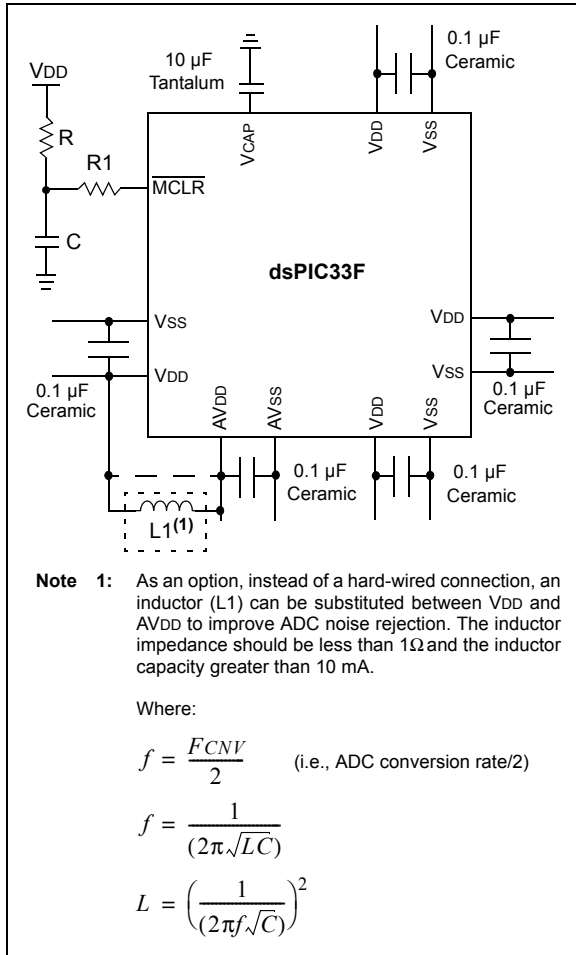 10 µF
Tantalum
0.1 µF
Ceramic
VDD
R
R1
C
MCLR
VCAP
VDD
VSS
dsPIC33F
VSS
VDD
0.1 µF
Ceramic
VDD
VSS
0.1 µF
Ceramic
AVDD
AVSS
VDD
VSS
0.1 µF
Ceramic
0.1 µF
Ceramic
L1(1)
Note 1: As an option, instead of a hard-wired connection, an
inductor (L1) can be substituted between VDD and
AVDD to improve ADC noise rejection. The inductor
impedance should be less than 1Ω and the inductor
capacity greater than 10 mA.
Where:
f = FCNV / 2 (i.e., ADC conversion rate/2)
f = 1 / (2π√LC)
L = (1 / (2πf√C))²